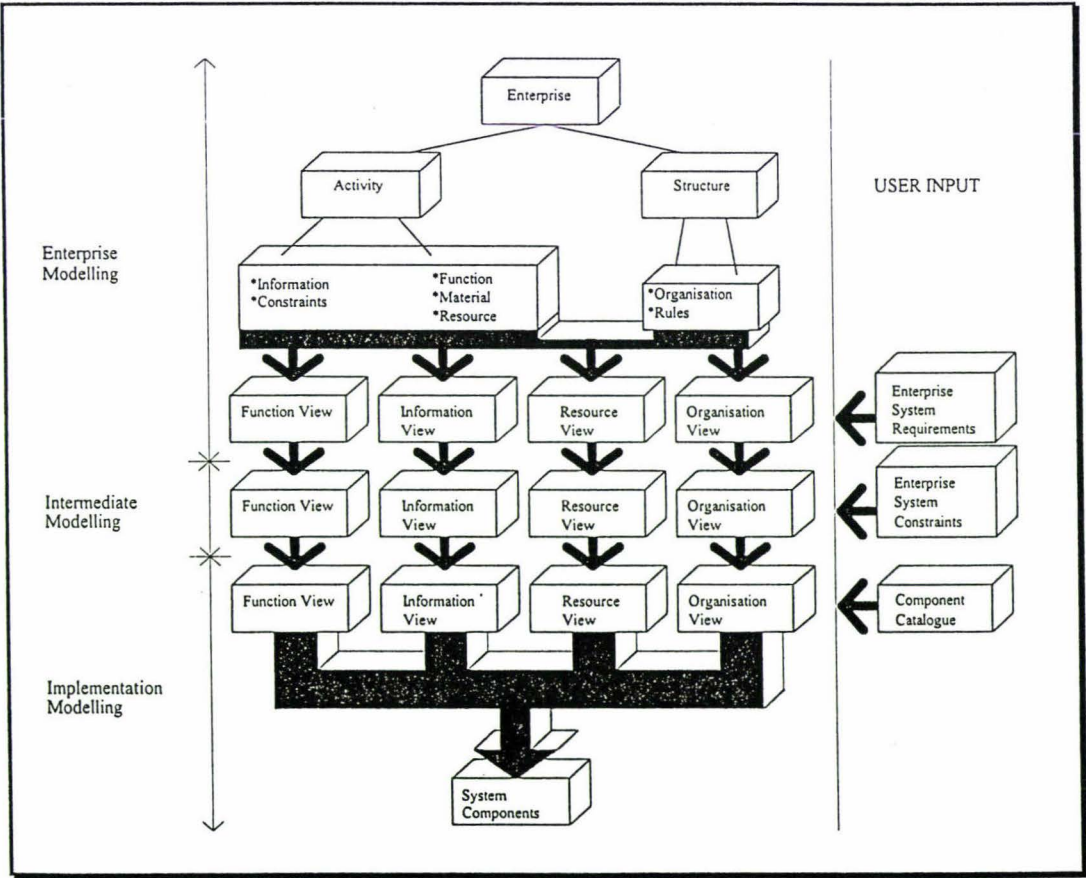 Enterprise
Activity
Structure
USER INPUT
Enterprise
Modelling
*Information
*Constraints
*Function
*Material
*Resource
*Organisation
*Rules
Function View
Information
View
Resource
View
Organisation
View
Enterprise
System
Requirements
Intermediate
Modelling
Function View
Information
View
Resource
View
Organisation
View
Enterprise
System
Constraints
Function View
Information
View
Resource
View
Organisation
View
Component
Catalogue
Implementation
Modelling
System
Components